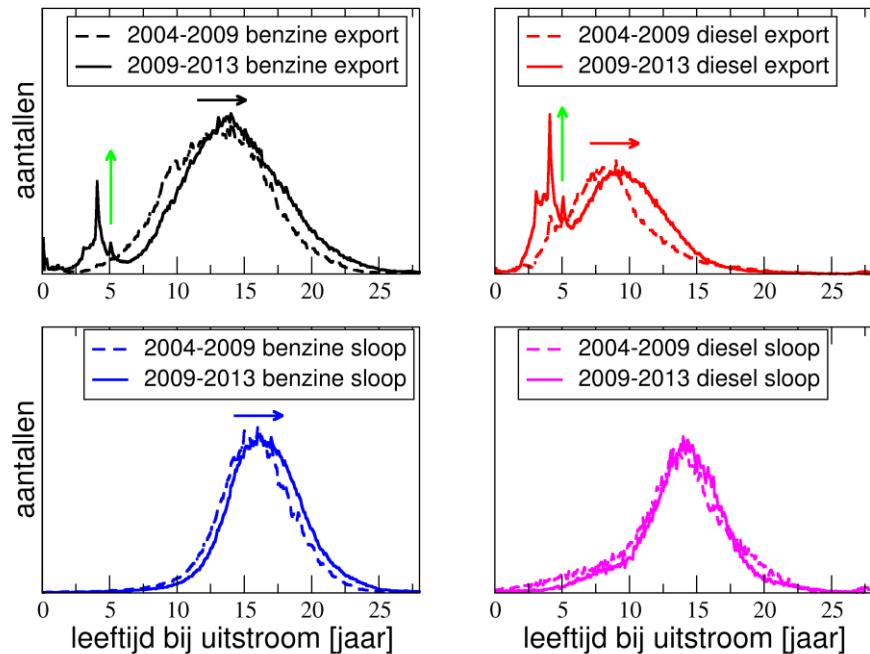 2004-2009 benzine export
2009-2013 benzine export
aantallen
0 5 10 15 20 25
2004-2009 diesel export
2009-2013 diesel export
0 5 10 15 20 25
2004-2009 benzine sloop
2009-2013 benzine sloop
aantallen
0 5 10 15 20 25
leeftijd bij uitstroom [jaar]
2004-2009 diesel sloop
2009-2013 diesel sloop
0 5 10 15 20 25
leeftijd bij uitstroom [jaar]